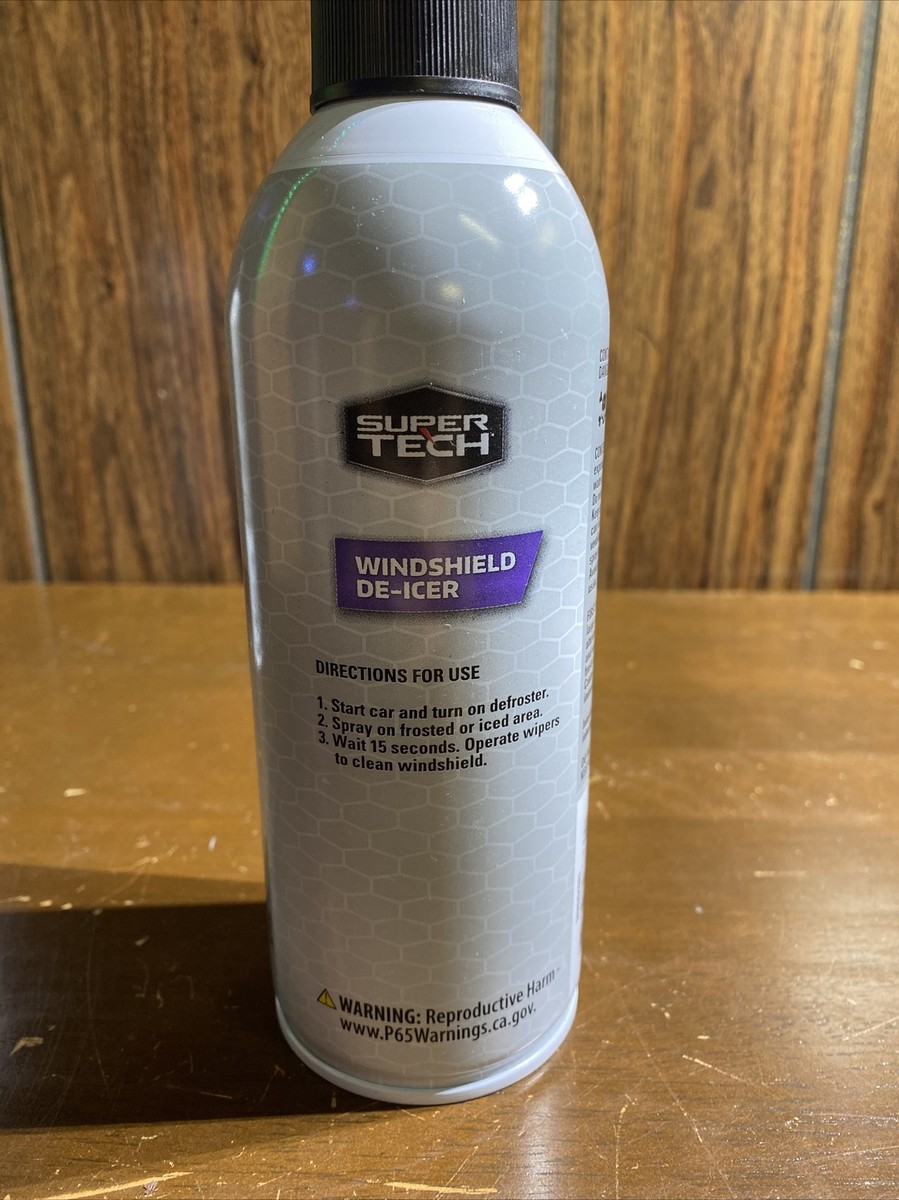 SUPER
TECH
WINDSHIELD
DE-ICER
DIRECTIONS FOR USE
1. Start car and turn on defroster.
2. Spray on frosted or iced area.
3. Wait 15 seconds. Operate wipers
to clean windshield.
WARNING: Reproductive Harm -
www.P65Warnings.ca.gov.